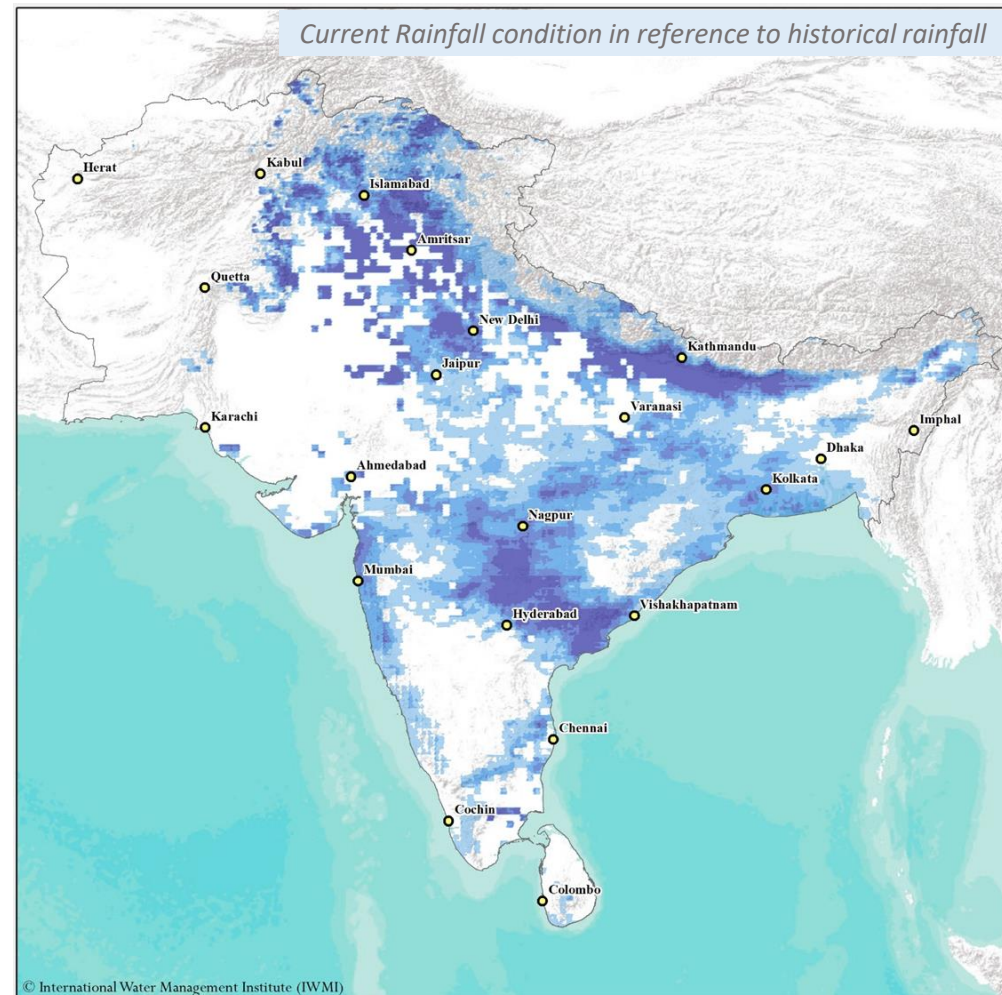 Current Rainfall condition in reference to historical rainfall
Herat
Kabul
Islamabad
Amritsar
Quetta
New Delhi
Kathmandu
Jaipur
Varanasi
Karachi
Imphal
Dhaka
Ahmedabad
Kolkata
Nagpur
Mumbai
Vishakhapatnam
Hyderabad
Chennai
Cochin
Colombo
© International Water Management Institute (IWMI)